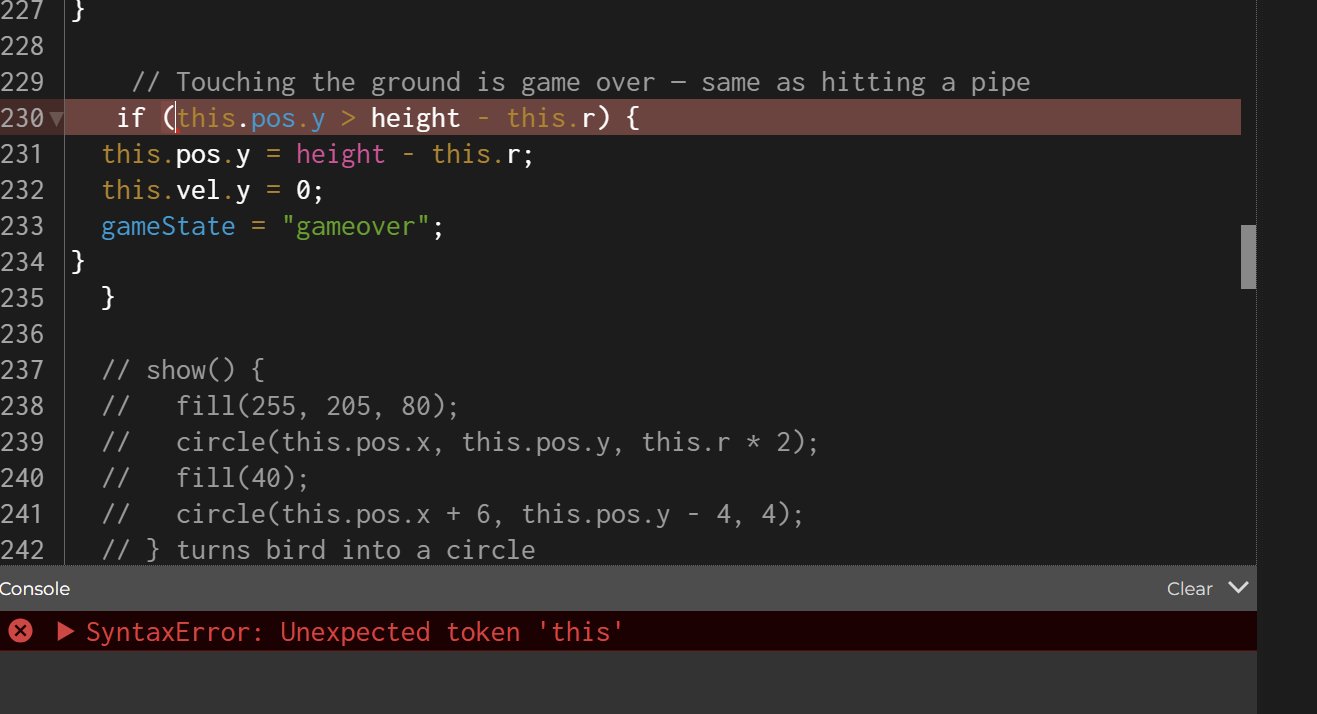 227 }
228
229 // Touching the ground is game over — same as hitting a pipe
230 if (this.pos.y > height - this.r) {
231 this.pos.y = height - this.r;
232 this.vel.y = 0;
233 gameState = "gameover";
234 }
235 }
236
237 // show() {
238 // fill(255, 205, 80);
239 // circle(this.pos.x, this.pos.y, this.r * 2);
240 // fill(40);
241 // circle(this.pos.x + 6, this.pos.y - 4, 4);
242 // } turns bird into a circle
Console Clear
SyntaxError: Unexpected token 'this'